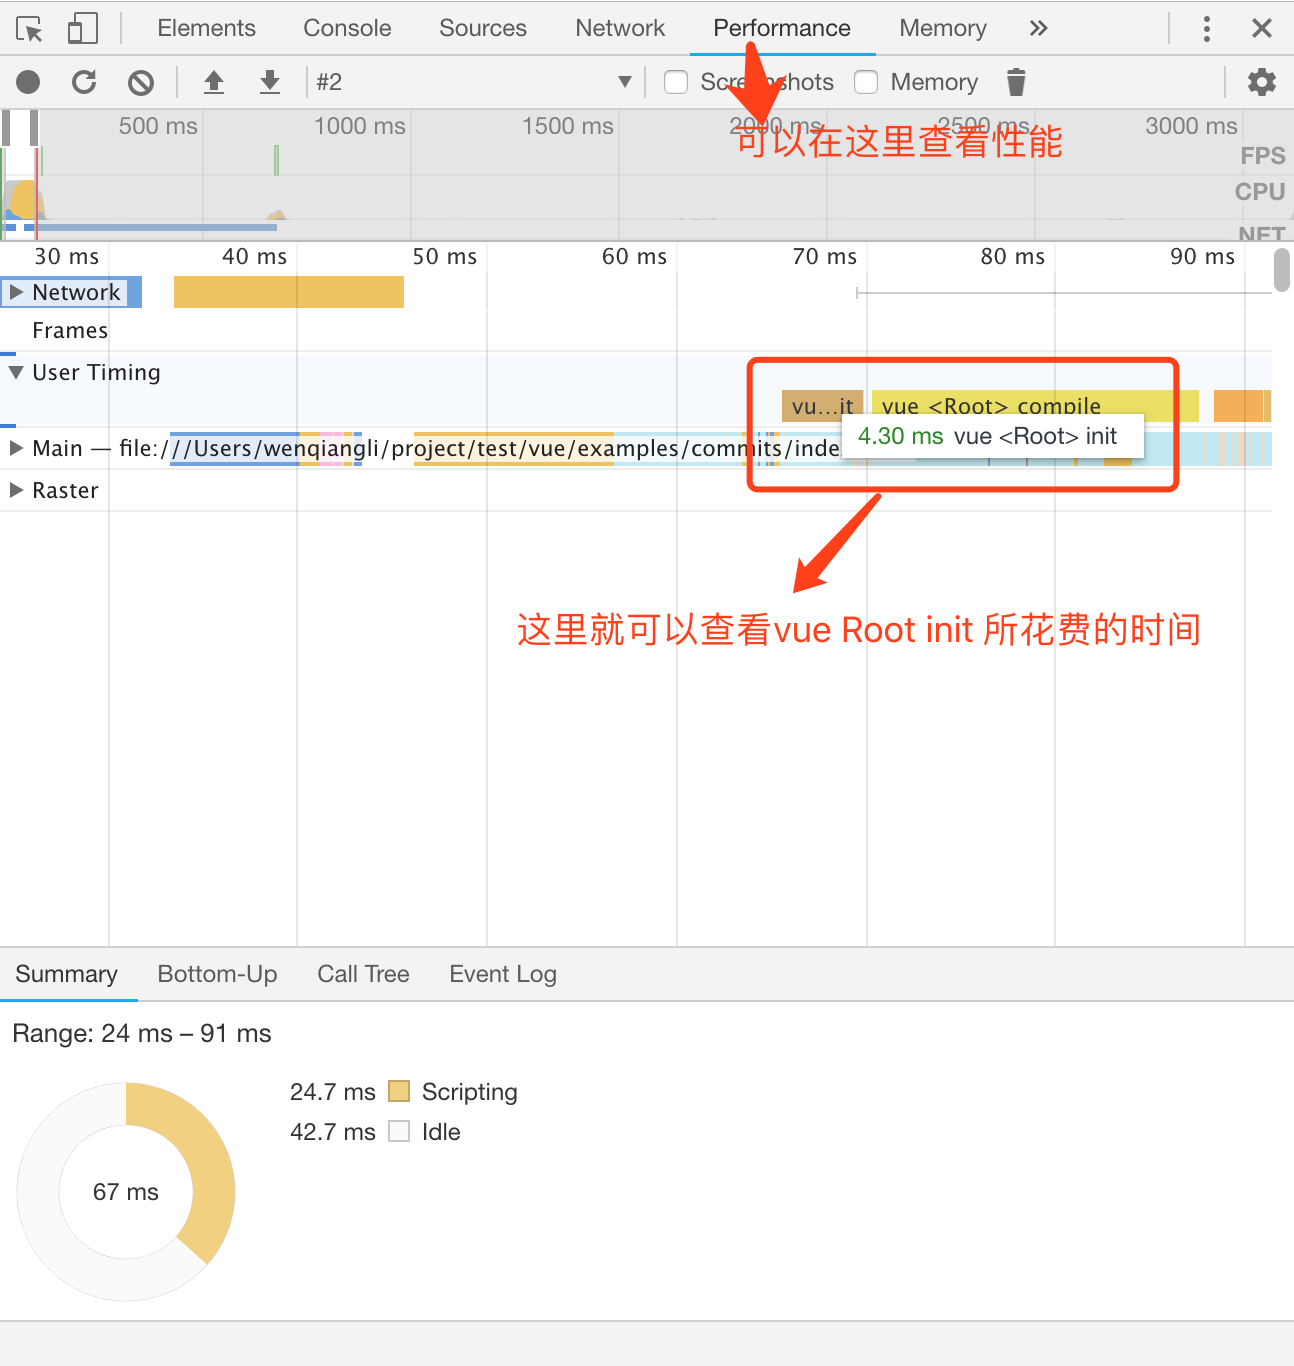 Elements Console Sources Network Performance Memory »
#2 Screenshots Memory
500 ms 1000 ms 1500 ms 2000 ms 2500 ms 3000 ms
可以在这里查看性能
FPS
CPU
NET
30 ms 40 ms 50 ms 60 ms 70 ms 80 ms 90 ms
Network
Frames
User Timing
vu...it vue <Root> compile
4.30 ms vue <Root> init
Main — file:///Users/wenqiangli/project/test/vue/examples/commits/inde
Raster
这里就可以查看vue Root init 所花费的时间
Summary Bottom-Up Call Tree Event Log
Range: 24 ms – 91 ms
24.7 ms Scripting
42.7 ms Idle
67 ms